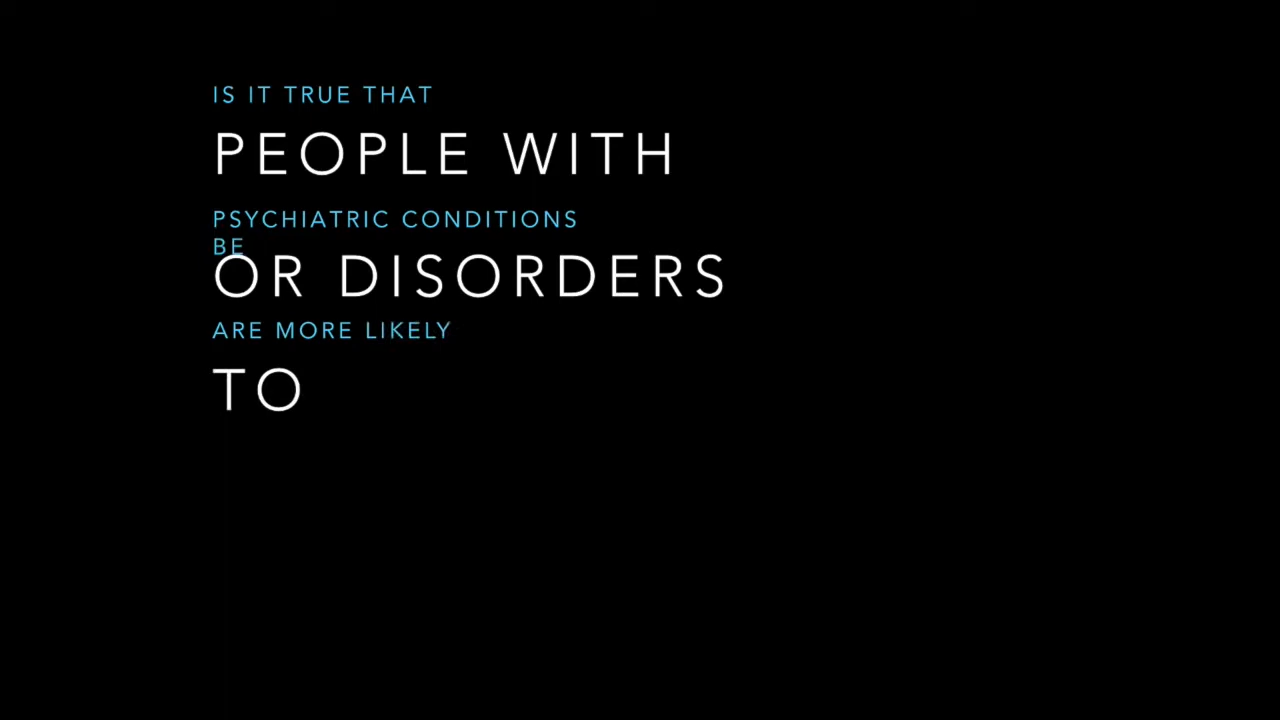 IS IT TRUE THAT
PEOPLE WITH
PSYCHIATRIC CONDITIONS
BE
OR DISORDERS
ARE MORE LIKELY
TO